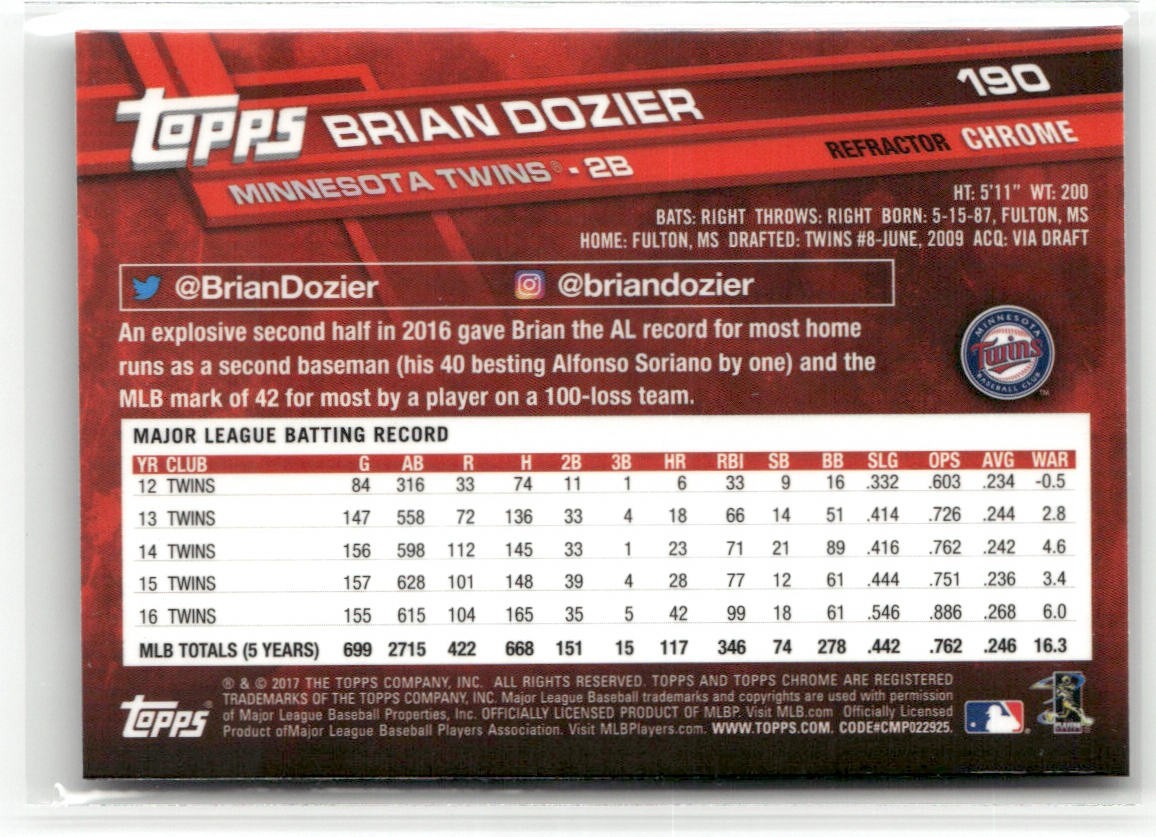 190
topps BRIAN DOZIER
REFRACTOR CHROME
MINNESOTA TWINS® - 2B
HT: 5'11" WT: 200
BATS: RIGHT THROWS: RIGHT BORN: 5-15-87, FULTON, MS
HOME: FULTON, MS DRAFTED: TWINS #8-JUNE, 2009 ACQ: VIA DRAFT
@BrianDozier @briandozier
An explosive second half in 2016 gave Brian the AL record for most home
runs as a second baseman (his 40 besting Alfonso Soriano by one) and the
MLB mark of 42 for most by a player on a 100-loss team.
MINNESOTA
Twins
BASEBALL CLUB
TM
MAJOR LEAGUE BATTING RECORD
YR CLUB G AB R H 2B 3B HR RBI SB BB SLG OPS AVG WAR
12 TWINS 84 316 33 74 11 1 6 33 9 16 .332 .603 .234 -0.5
13 TWINS 147 558 72 136 33 4 18 66 14 51 .414 .726 .244 2.8
14 TWINS 156 598 112 145 33 1 23 71 21 89 .416 .762 .242 4.6
15 TWINS 157 628 101 148 39 4 28 77 12 61 .444 .751 .236 3.4
16 TWINS 155 615 104 165 35 5 42 99 18 61 .546 .886 .268 6.0
MLB TOTALS (5 YEARS) 699 2715 422 668 151 15 117 346 74 278 .442 .762 .246 16.3
® & © 2017 THE TOPPS COMPANY, INC. ALL RIGHTS RESERVED. TOPPS AND TOPPS CHROME ARE REGISTERED
TRADEMARKS OF THE TOPPS COMPANY, INC. Major League Baseball trademarks and copyrights are used with permission
of Major League Baseball Properties, Inc. OFFICIALLY LICENSED PRODUCT OF MLBP. Visit MLB.com Officially Licensed
Product ofMajor League Baseball Players Association. Visit MLBPlayers.com. WWW.TOPPS.COM. CODE#CMP022925.
topps®